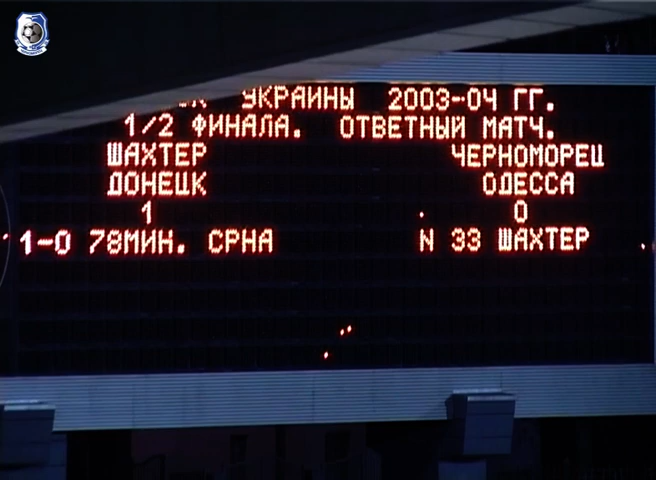 УКРАИНЫ 2003-04 ГГ.
1/2 ФИНАЛА. ОТВЕТНЫЙ МАТЧ.
ШАХТЕР ЧЕРНОМОРЕЦ
ДОНЕЦК ОДЕССА
1 0
1-0 78МИН. СРНА N 33 ШАХТЕР